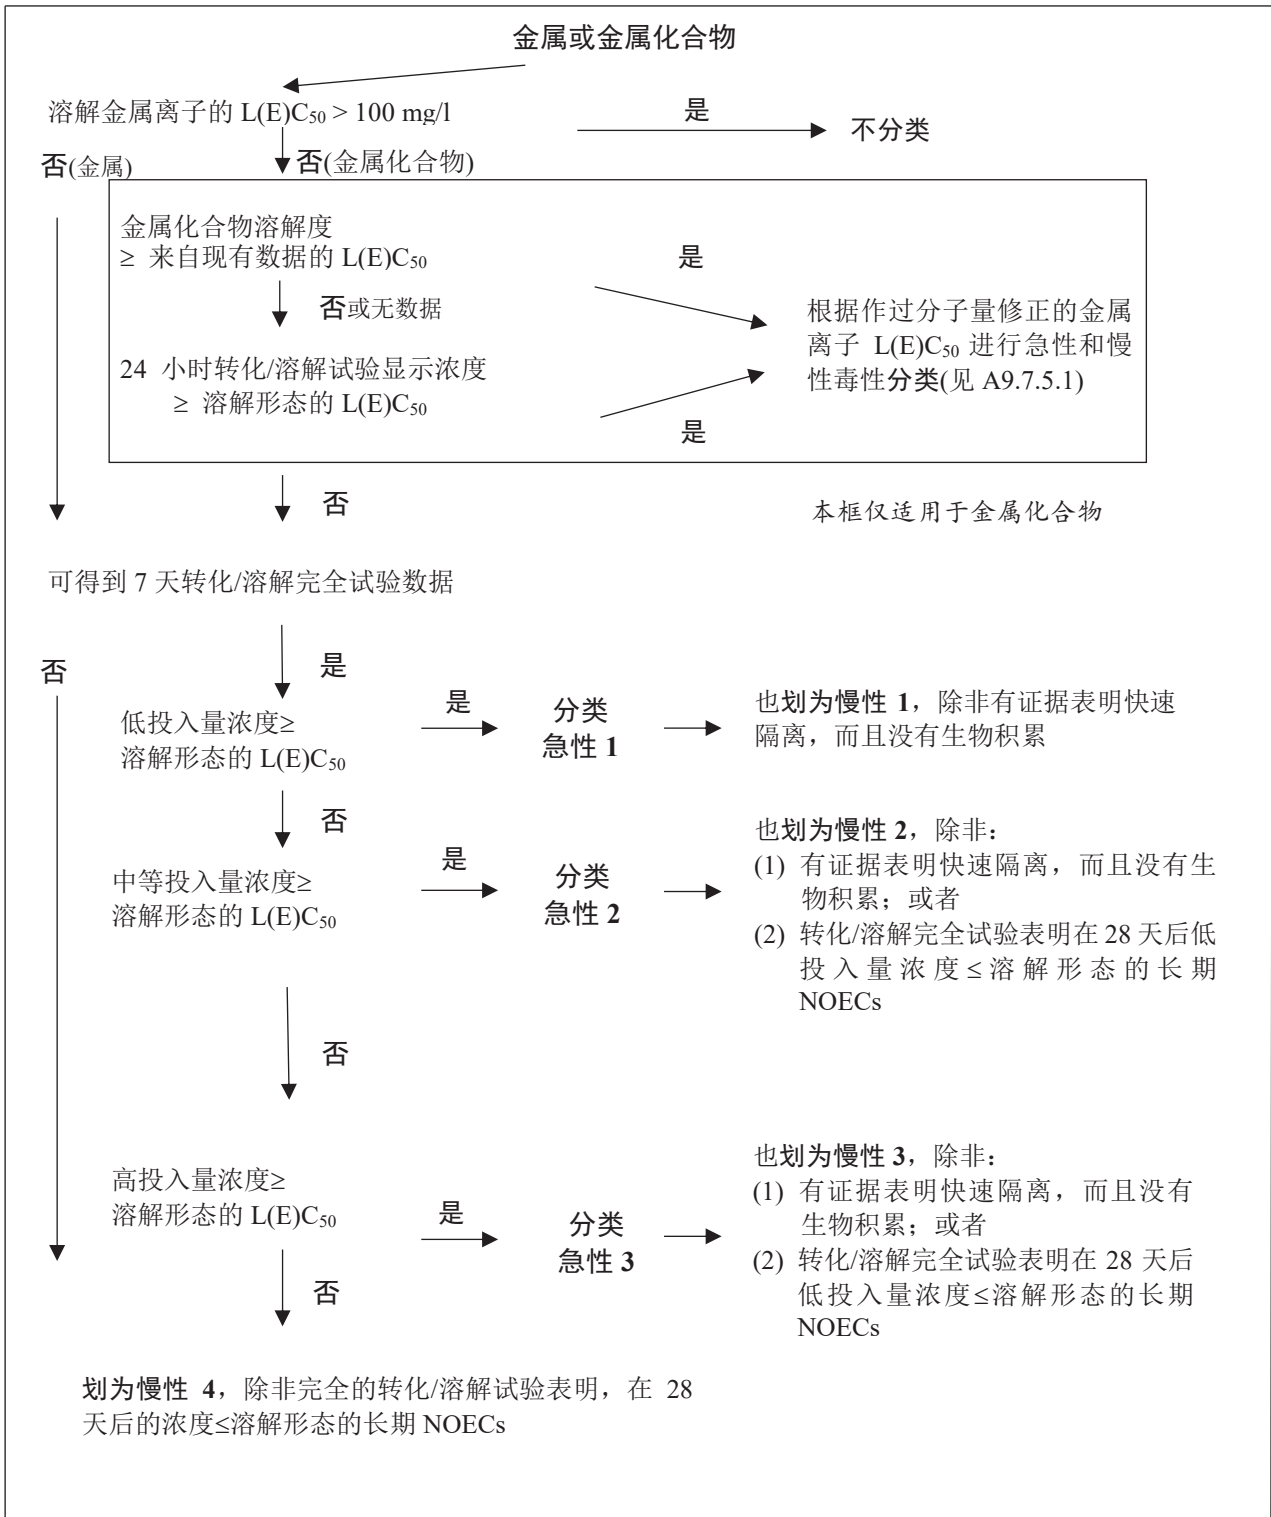 金属或金属化合物
溶解金属离子的 L(E)C₅₀ > 100 mg/l
是
不分类
否(金属)
否(金属化合物)
金属化合物溶解度
≥ 来自现有数据的 L(E)C₅₀
是
否或无数据
24 小时转化/溶解试验显示浓度
≥ 溶解形态的 L(E)C₅₀
是
根据作过分子量修正的金属
离子 L(E)C₅₀ 进行急性和慢
性毒性分类(见 A9.7.5.1)
否
本框仅适用于金属化合物
可得到 7 天转化/溶解完全试验数据
否
是
低投入量浓度≥
溶解形态的 L(E)C₅₀
是
分类
急性 1
也划为慢性 1，除非有证据表明快速
隔离，而且没有生物积累
否
中等投入量浓度≥
溶解形态的 L(E)C₅₀
是
分类
急性 2
也划为慢性 2，除非：
(1) 有证据表明快速隔离，而且没有生
物积累；或者
(2) 转化/溶解完全试验表明在 28 天后低
投入量浓度≤溶解形态的长期
NOECs
否
高投入量浓度≥
溶解形态的 L(E)C₅₀
是
分类
急性 3
也划为慢性 3，除非：
(1) 有证据表明快速隔离，而且没有
生物积累；或者
(2) 转化/溶解完全试验表明在 28 天后
低投入量浓度≤溶解形态的长期
NOECs
否
划为慢性 4，除非完全的转化/溶解试验表明，在 28
天后的浓度≤溶解形态的长期 NOECs